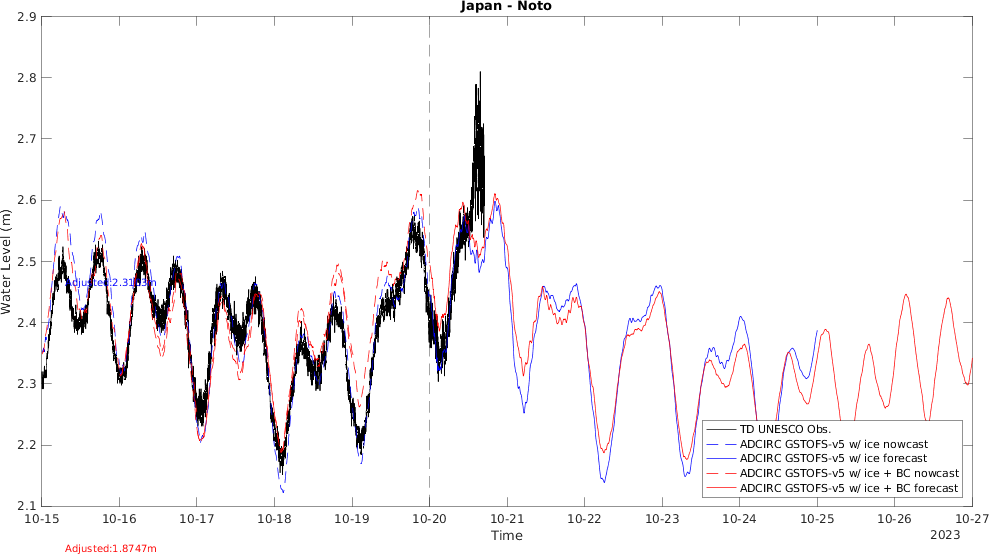 Japan - Noto
2.9
2.8
2.7
2.6
2.5
2.4
2.3
2.2
2.1
Water Level (m)
10-15 10-16 10-17 10-18 10-19 10-20 10-21 10-22 10-23 10-24 10-25 10-26 10-27
Time
2023
Adjusted:1.8747m
TD UNESCO Obs.
ADCIRC GSTOFS-v5 w/ ice nowcast
ADCIRC GSTOFS-v5 w/ ice forecast
ADCIRC GSTOFS-v5 w/ ice + BC nowcast
ADCIRC GSTOFS-v5 w/ ice + BC forecast